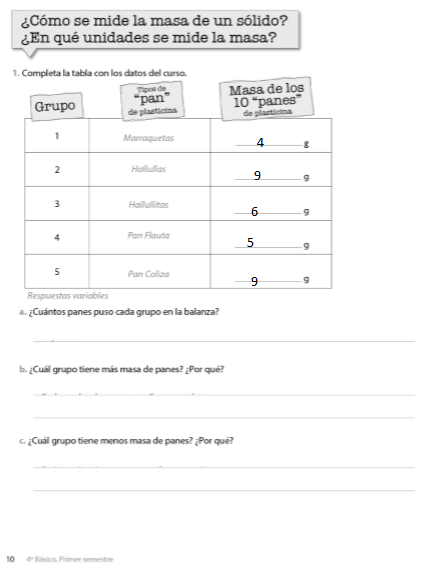 ¿Cómo se mide la masa de un sólido?
¿En qué unidades se mide la masa?
1. Completa la tabla con los datos del curso.
Grupo
Tipos de
"pan"
de plasticina
Masa de los
10 "panes"
de plasticina
1 Marraquetas 4 g
2 Hallullas 9 g
3 Hallullitas 6 g
4 Pan Flauta 5 g
5 Pan Coliza 9 g
Respuestas variables
a. ¿Cuántos panes puso cada grupo en la balanza?
b. ¿Cuál grupo tiene más masa de panes? ¿Por qué?
c. ¿Cuál grupo tiene menos masa de panes? ¿Por qué?
10 4º Básico, Primer semestre